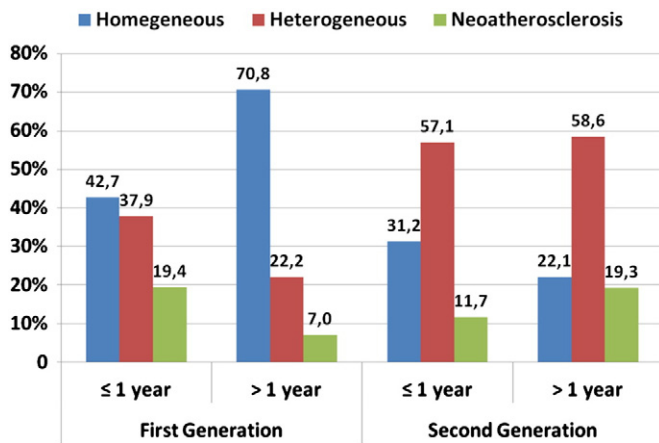 Homegeneous Heterogeneous Neoatherosclerosis
80%
70%
60%
50%
40%
30%
20%
10%
0
42,7 37,9 19,4
70,8 22,2 7,0
31,2 57,1 11,7
22,1 58,6 19,3
≤ 1 year > 1 year ≤ 1 year > 1 year
First Generation Second Generation